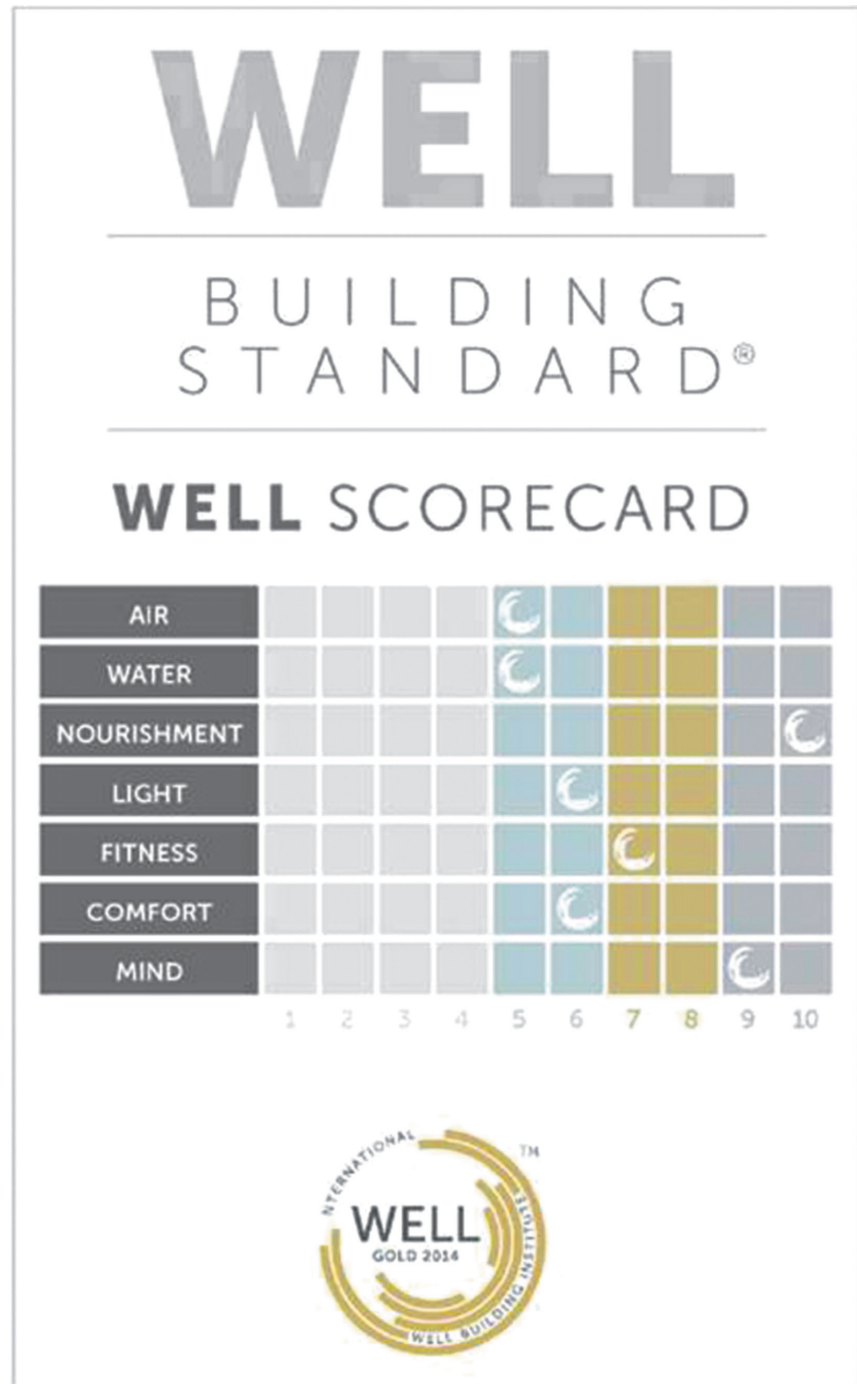 WELL
BUILDING
STANDARD®
WELL SCORECARD
AIR
WATER
NOURISHMENT
LIGHT
FITNESS
COMFORT
MIND
1 2 3 4 5 6 7 8 9 10
INTERNATIONAL
TM
WELL
GOLD 2014
WELL BUILDING INSTITUTE